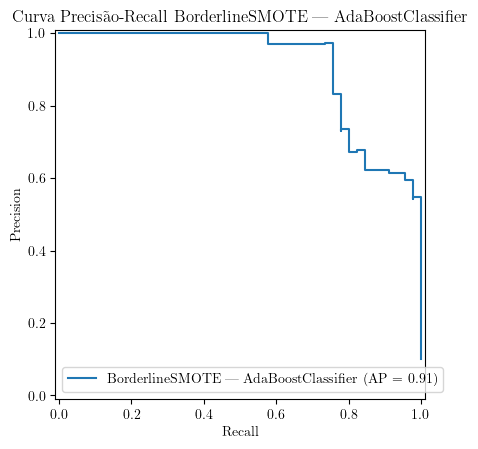 Curva Precisão-Recall BorderlineSMOTE — AdaBoostClassifier
1.0
0.8
0.6
0.4
0.2
0.0
Precision
BorderlineSMOTE — AdaBoostClassifier (AP = 0.91)
0.0 0.2 0.4 0.6 0.8 1.0
Recall